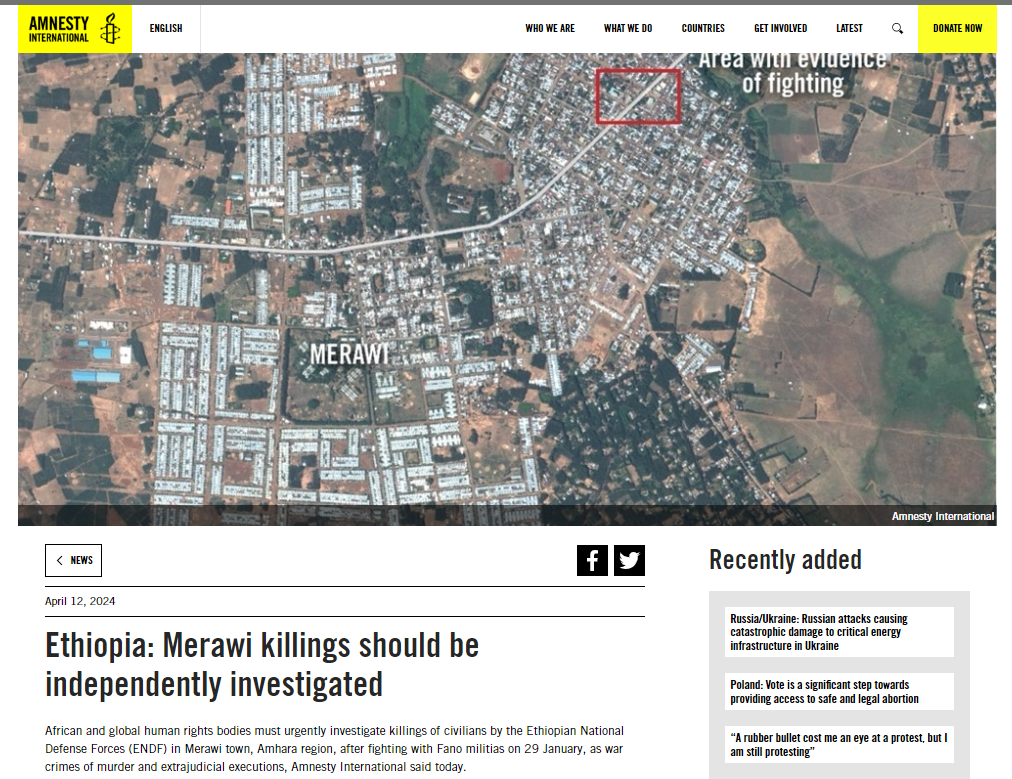 AMNESTY
INTERNATIONAL
ENGLISH
WHO WE ARE
WHAT WE DO
COUNTRIES
GET INVOLVED
LATEST
DONATE NOW
Area with evidence
of fighting
MERAWI
Amnesty International
NEWS
April 12, 2024
Ethiopia: Merawi killings should be
independently investigated
African and global human rights bodies must urgently investigate killings of civilians by the Ethiopian National
Defense Forces (ENDF) in Merawi town, Amhara region, after fighting with Fano militias on 29 January, as war
crimes of murder and extrajudicial executions, Amnesty International said today.
Recently added
Russia/Ukraine: Russian attacks causing
catastrophic damage to critical energy
infrastructure in Ukraine
Poland: Vote is a significant step towards
providing access to safe and legal abortion
“A rubber bullet cost me an eye at a protest, but I
am still protesting”